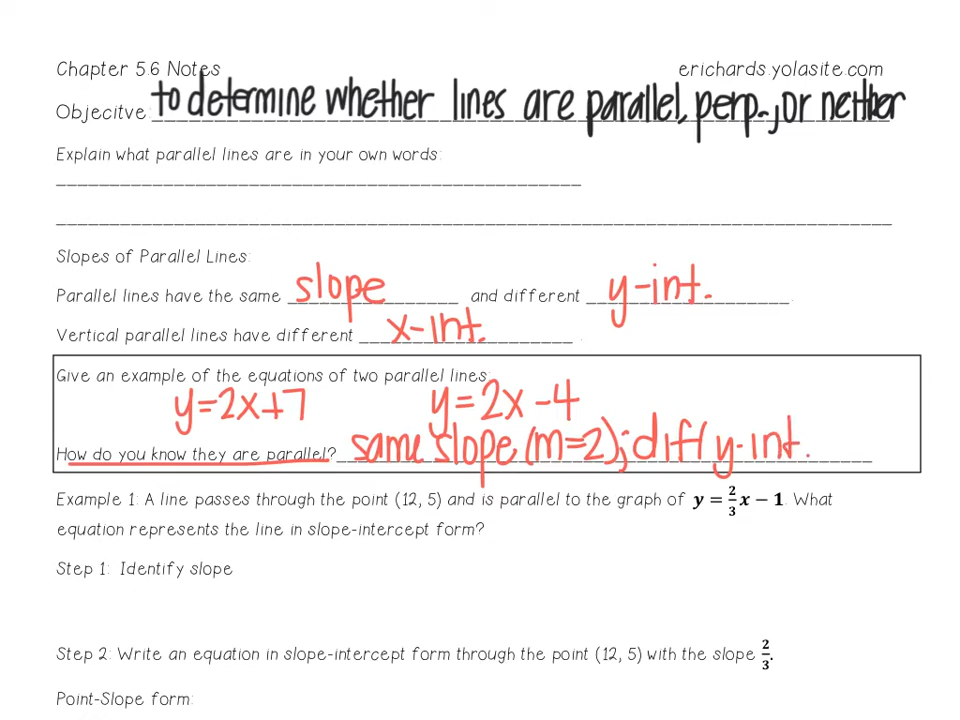 Chapter 5.6 Notes erichards.yolasite.com
Objecitve: to determine whether lines are parallel, perp., or neither
Explain what parallel lines are in your own words:
Slopes of Parallel Lines:
Parallel lines have the same slope and different y-int.
Vertical parallel lines have different x-int.
Give an example of the equations of two parallel lines:
y=2x+7 y=2x-4
How do you know they are parallel? same slope (m=2); diff y-int.
Example 1: A line passes through the point (12, 5) and is parallel to the graph of y = 2/3 x − 1. What
equation represents the line in slope-intercept form?
Step 1: Identify slope
Step 2: Write an equation in slope-intercept form through the point (12, 5) with the slope 2/3.
Point-Slope form: